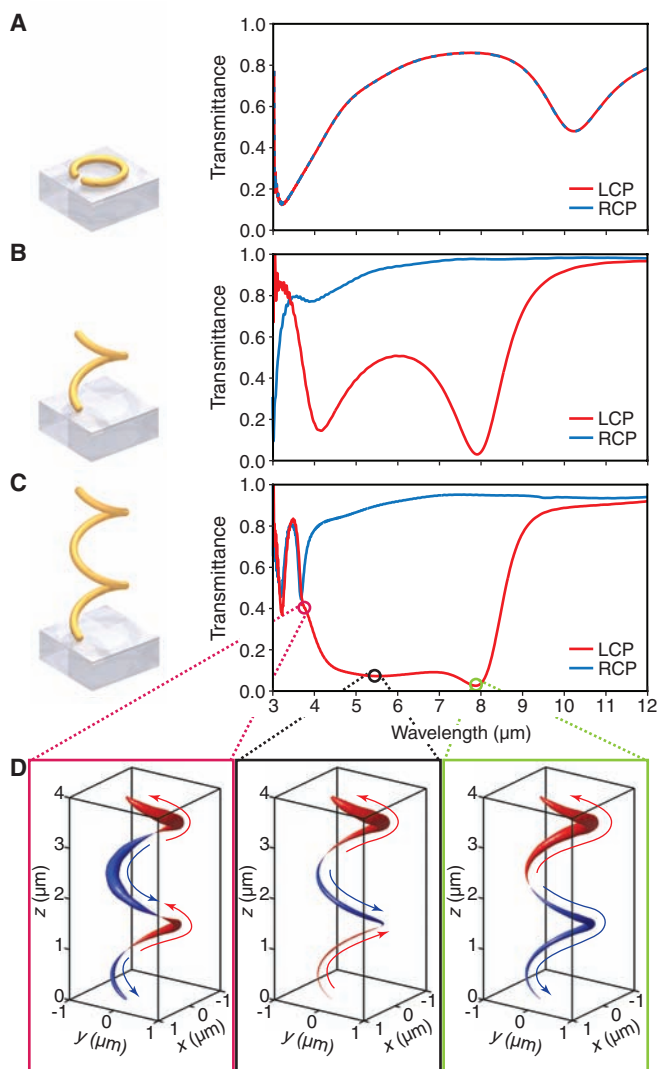 A
Transmittance
1.0
0.8
0.6
0.4
0.2
0.0
LCP
RCP
B
Transmittance
1.0
0.8
0.6
0.4
0.2
0.0
LCP
RCP
C
Transmittance
1.0
0.8
0.6
0.4
0.2
0.0
LCP
RCP
3 4 5 6 7 8 9 10 11 12
Wavelength (µm)
D
4
3
2
1
0
z (µm)
-1 0 1
y (µm)
1 0 -1
x (µm)
4
3
2
1
0
z (µm)
-1 0 1
y (µm)
1 0 -1
x (µm)
4
3
2
1
0
z (µm)
-1 0 1
y (µm)
1 0 -1
x (µm)